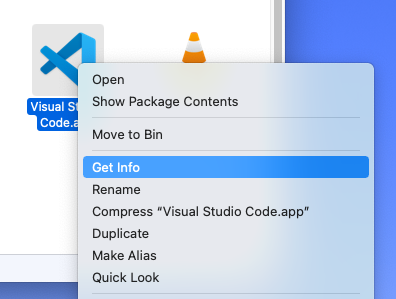 Visual St
Code.a
Open
Show Package Contents
Move to Bin
Get Info
Rename
Compress “Visual Studio Code.app”
Duplicate
Make Alias
Quick Look